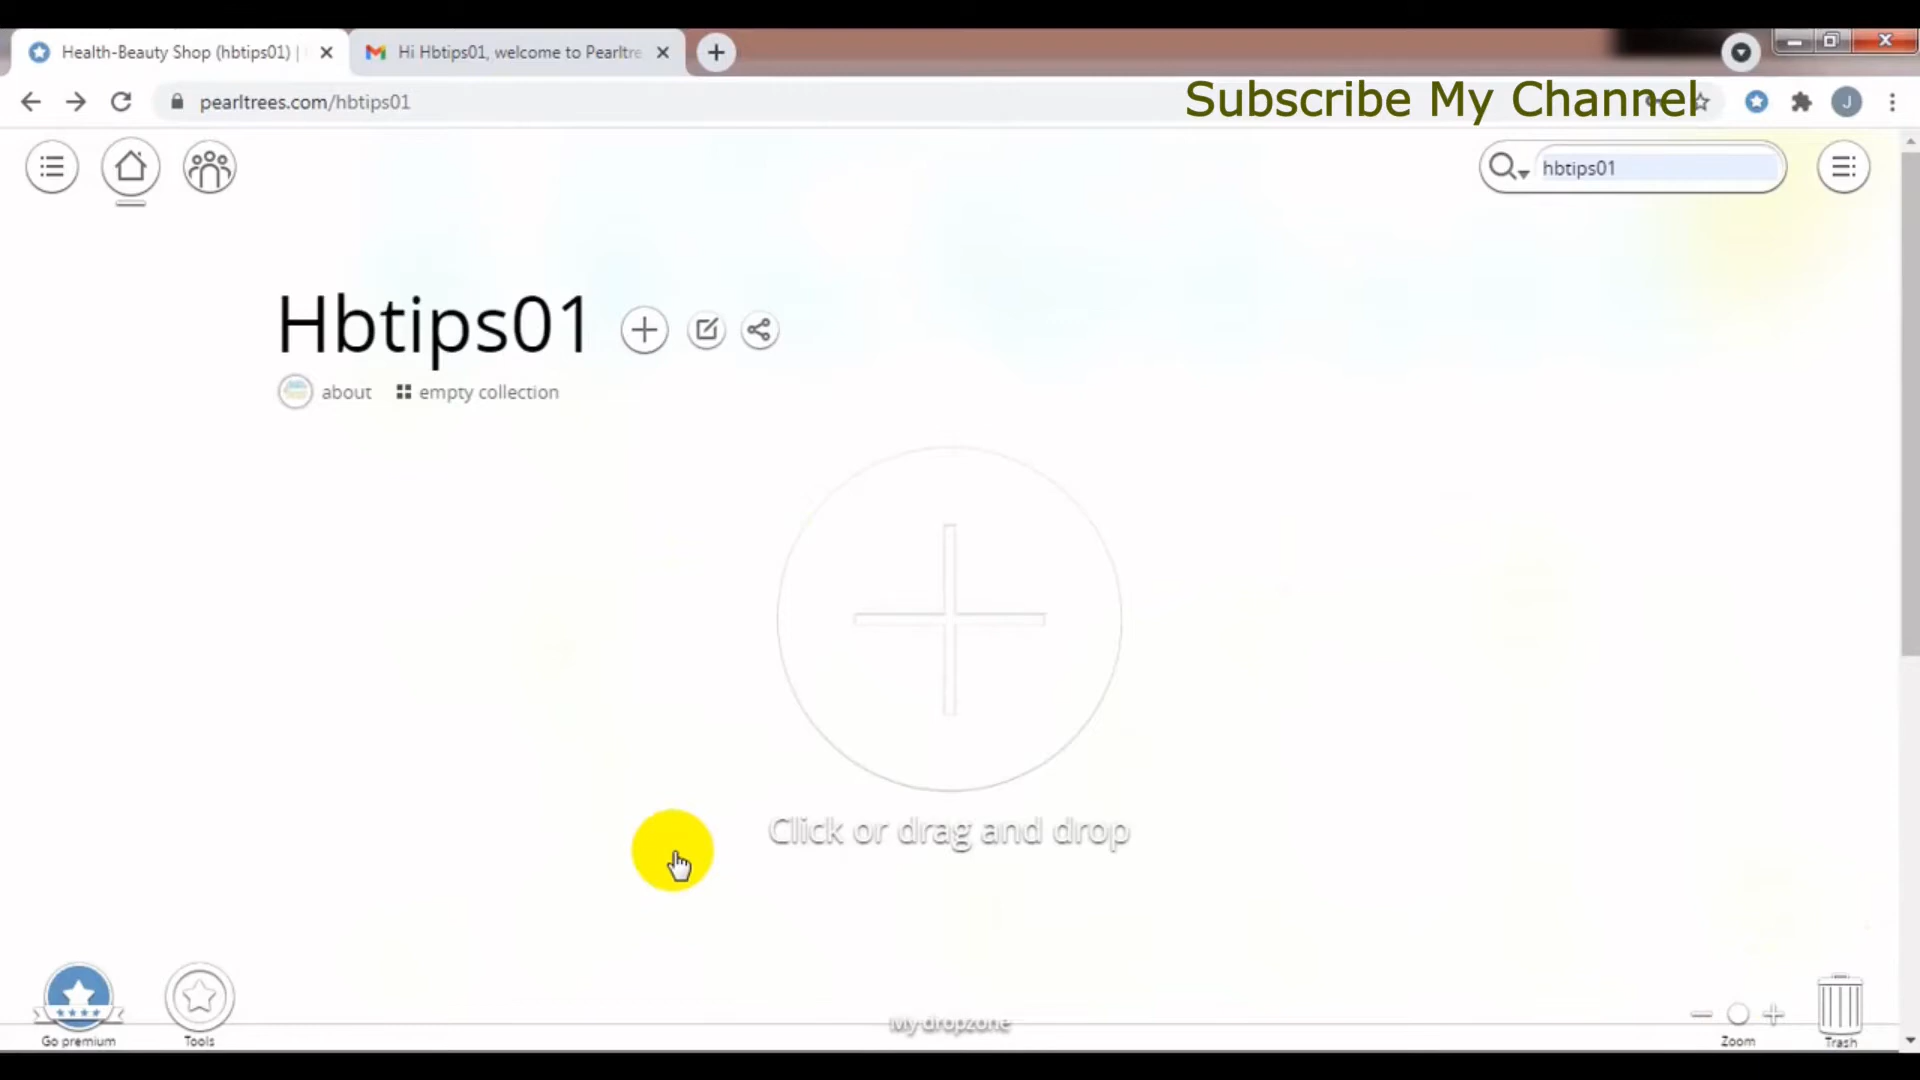 Health-Beauty Shop (hbtips01) |
Hi Hbtips01, welcome to Pearltre
pearltrees.com/hbtips01
Subscribe My Channel
J
hbtips01
Hbtips01
about
empty collection
Click or drag and drop
Go premium
Tools
My dropzone
Zoom
Trash